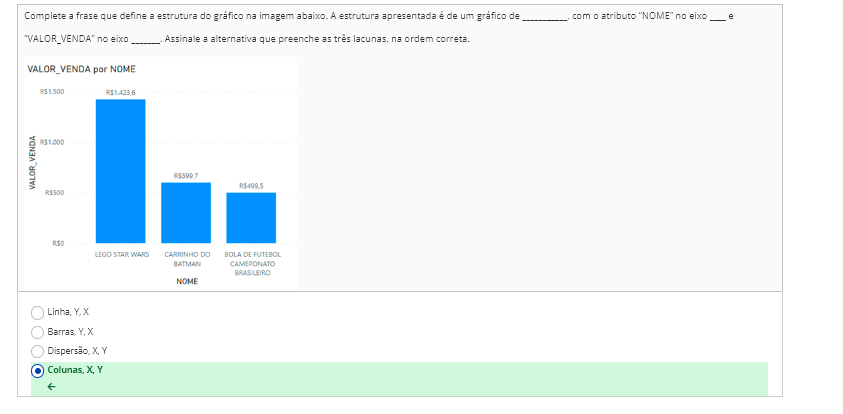 Complete a frase que define a estrutura do gráfico na imagem abaixo. A estrutura apresentada é de um gráfico de ___________, com o atributo "NOME" no eixo ____ e
"VALOR_VENDA" no eixo _______. Assinale a alternativa que preenche as três lacunas, na ordem correta.
VALOR_VENDA por NOME
R$1.500
R$1.423,6
R$1.000
VALOR_VENDA
R$599,7
R$499,5
R$500
R$0
LEGO STAR WARS
CARRINHO DO
BATMAN
BOLA DE FUTEBOL
CAMEPONATO
BRASILEIRO
NOME
Linha, Y, X
Barras, Y, X
Dispersão, X, Y
Colunas, X, Y